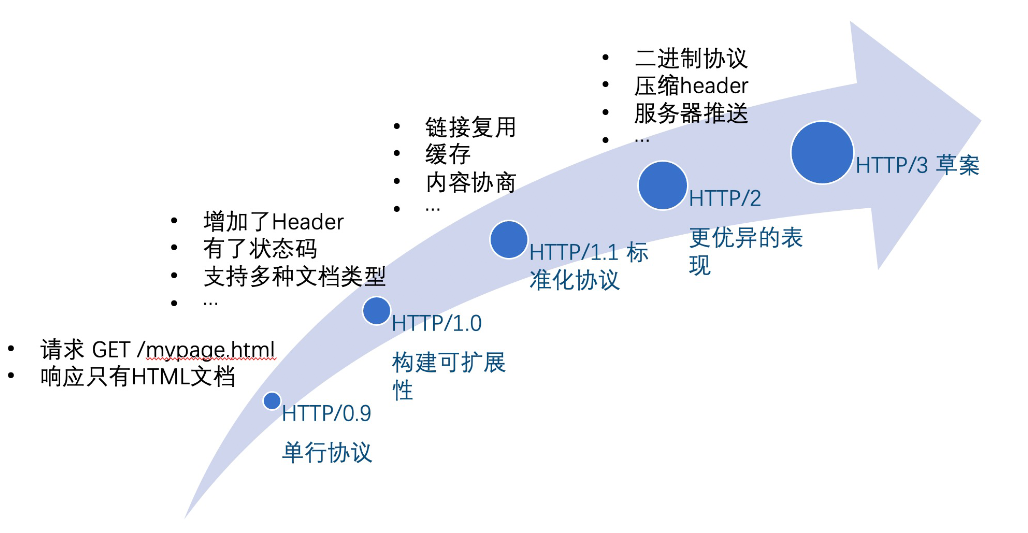 • 二进制协议
• 压缩header
• 服务器推送
• ...
• 链接复用
• 缓存
• 内容协商
• ...
• 增加了Header
• 有了状态码
• 支持多种文档类型
• ...
• 请求 GET /mypage.html
• 响应只有HTML文档
HTTP/0.9
单行协议
HTTP/1.0
构建可扩展
性
HTTP/1.1 标
准化协议
HTTP/2
更优异的表
现
HTTP/3 草案